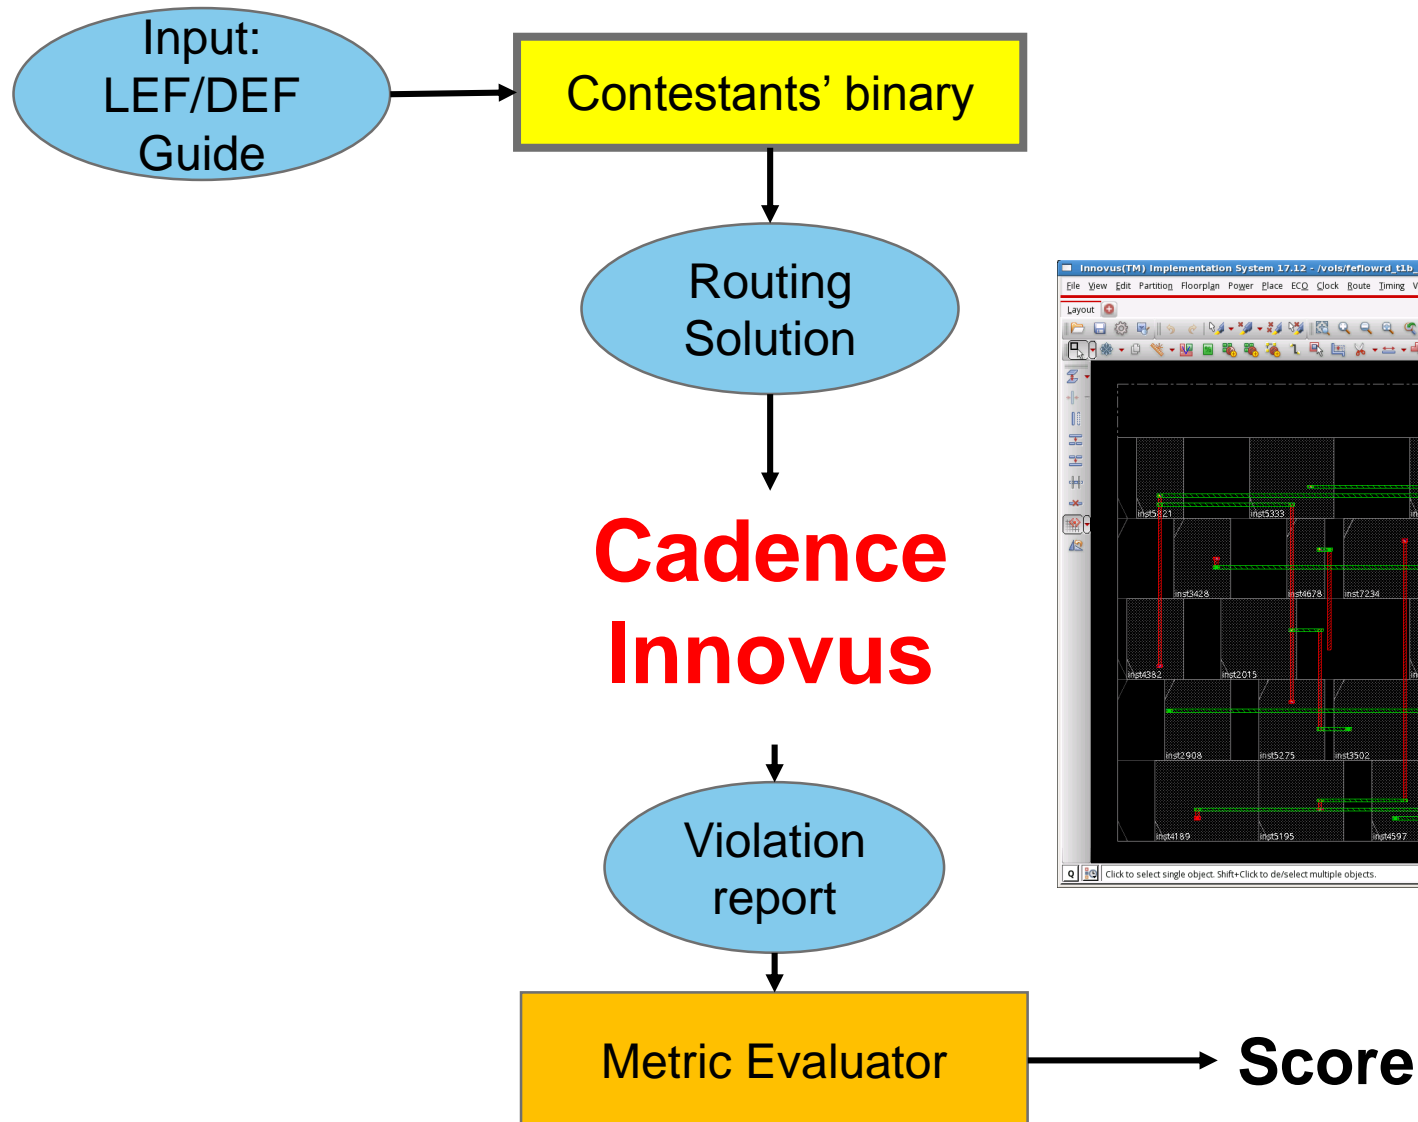 Input:
LEF/DEF
Guide
Contestants’ binary
Routing
Solution
Cadence
Innovus
Violation
report
Metric Evaluator
Score
Innovus(TM) Implementation System 17.12 - /vols/feflowrd_t1b_
File View Edit Partition Floorplan Power Place ECO Clock Route Timing V
Layout
inst5333
inst3428 inst4678 inst7234
inst4382 inst2015
inst2908 inst5275 inst3502
inst4189 inst5195 inst4597
Q Click to select single object. Shift+Click to de/select multiple objects.